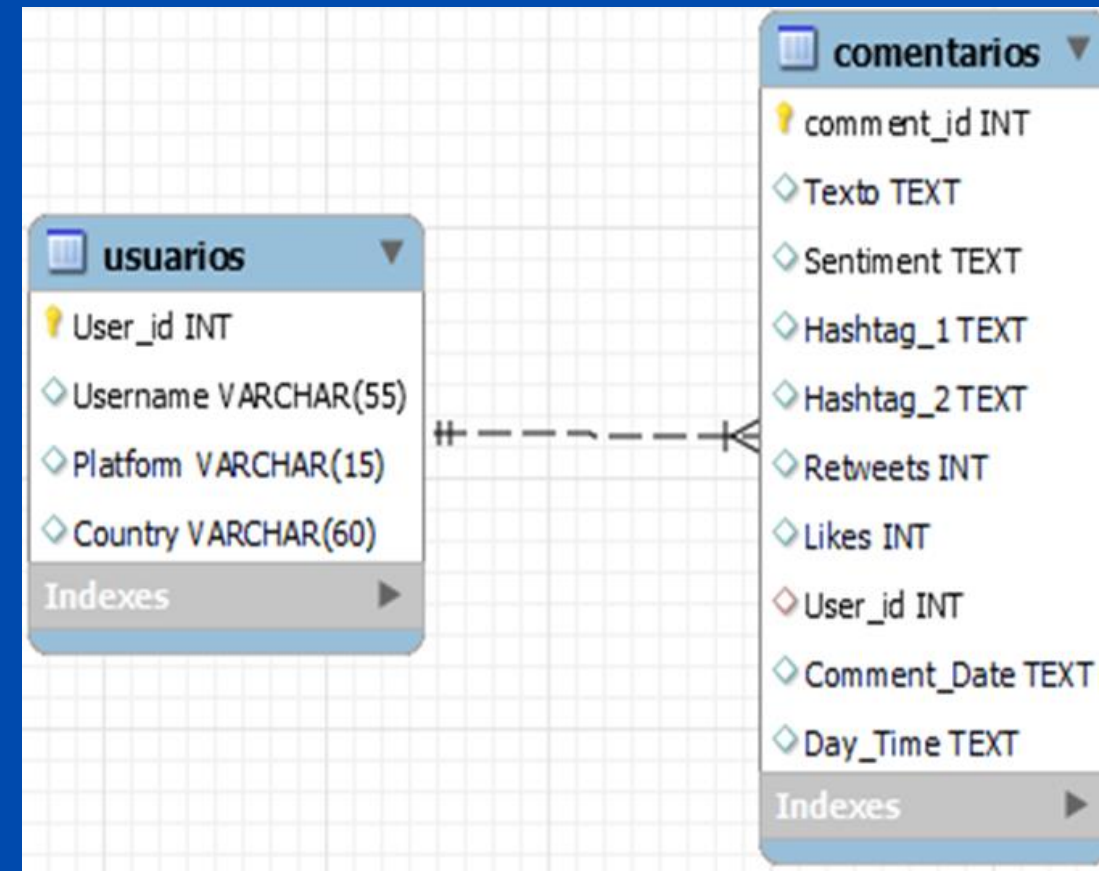 usuarios
User_id INT
Username VARCHAR(55)
Platform VARCHAR(15)
Country VARCHAR(60)
Indexes
comentarios
comment_id INT
Texto TEXT
Sentiment TEXT
Hashtag_1 TEXT
Hashtag_2 TEXT
Retweets INT
Likes INT
User_id INT
Comment_Date TEXT
Day_Time TEXT
Indexes